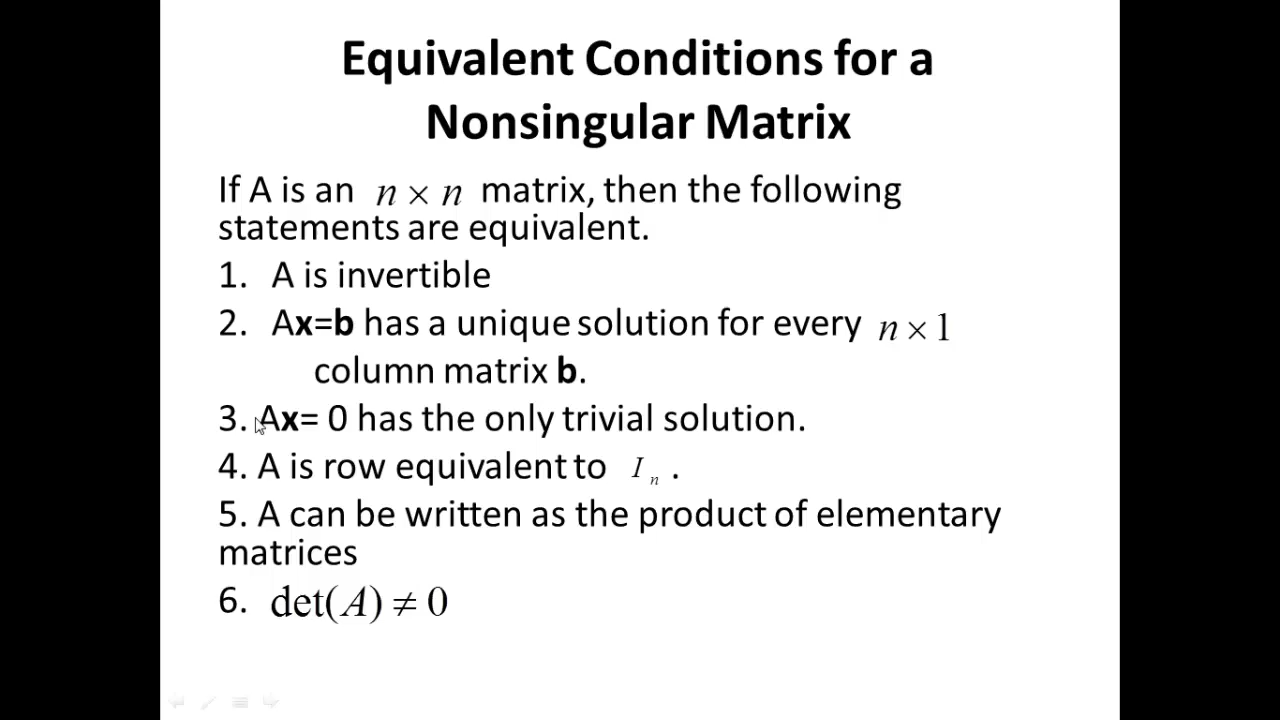 Equivalent Conditions for a
Nonsingular Matrix
If A is an n × n matrix, then the following
statements are equivalent.
1. A is invertible
2. Ax=b has a unique solution for every n × 1
column matrix b.
3. Ax= 0 has the only trivial solution.
4. A is row equivalent to I n .
5. A can be written as the product of elementary
matrices
6. det(A) ≠ 0